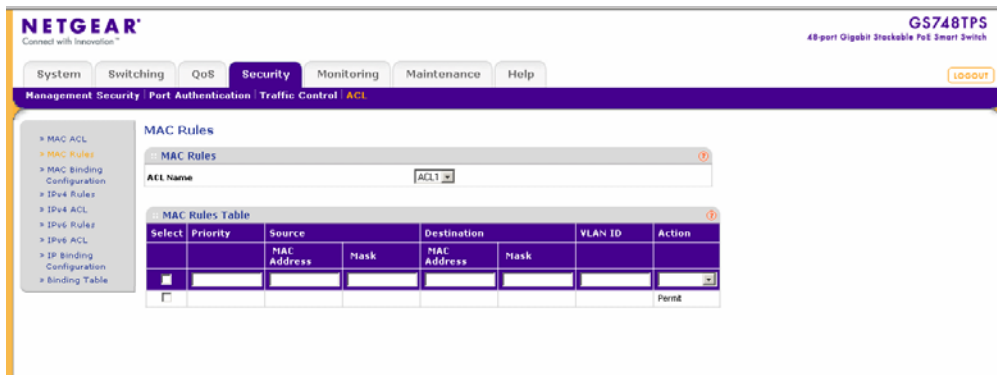 NETGEAR
Connect with Innovation™
GS748TPS
48-port Gigabit Stackable PoE Smart Switch
System Switching QoS Security Monitoring Maintenance Help
LOGOUT
Management Security | Port Authentication | Traffic Control | ACL
» MAC ACL
» MAC Rules
» MAC Binding Configuration
» IPv4 Rules
» IPv4 ACL
» IPv6 Rules
» IPv6 ACL
» IP Binding Configuration
» Binding Table
MAC Rules
MAC Rules ?
ACL Name ACL1
MAC Rules Table ?
Select Priority Source Destination VLAN ID Action
MAC Address Mask MAC Address Mask
Permit